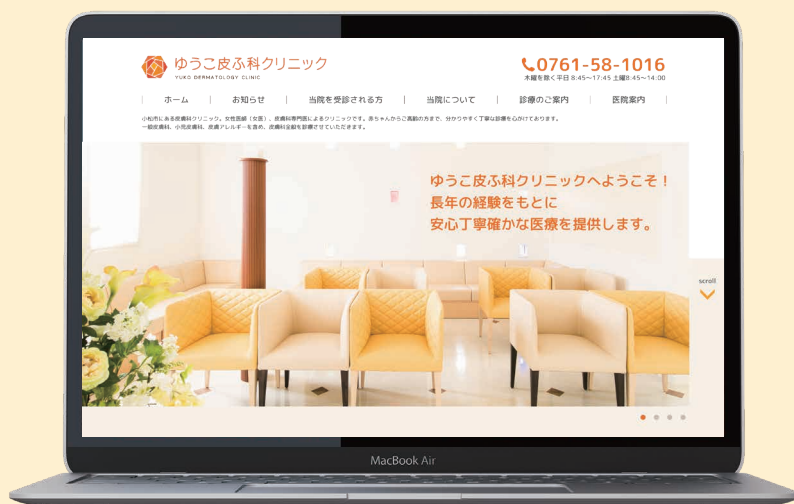 ゆうこ皮ふ科クリニック
YUKO DERMATOLOGY CLINIC
0761-58-1016
木曜を除く平日 8:45〜17:45 土曜8:45〜14:00
ホーム
お知らせ
当院を受診される方
当院について
診療のご案内
医院案内
小松市にある皮膚科クリニック。女性医師（女医）、皮膚科専門医によるクリニックです。赤ちゃんからご高齢の方まで、分かりやすく丁寧な診療を心がけております。
一般皮膚科、小児皮膚科、皮膚アレルギーを含め、皮膚科全般を診療させていただきます。
ゆうこ皮ふ科クリニックへようこそ！
長年の経験をもとに
安心丁寧確かな医療を提供します。
scroll
MacBook Air